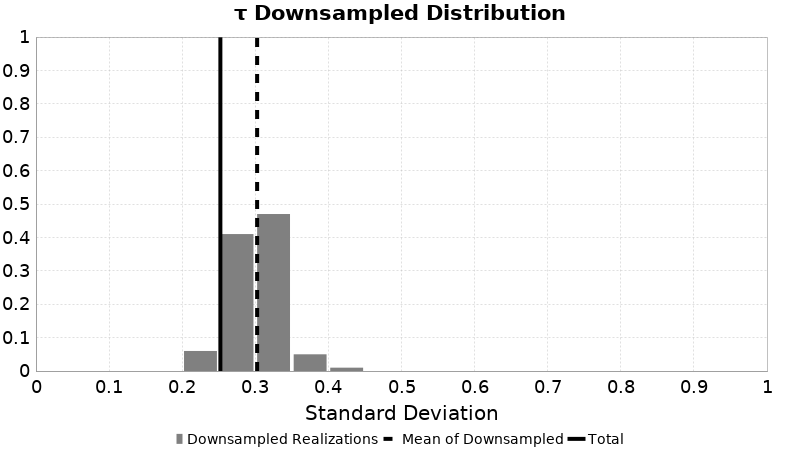 τ Downsampled Distribution
1
0.9
0.8
0.7
0.6
0.5
0.4
0.3
0.2
0.1
0
0 0.1 0.2 0.3 0.4 0.5 0.6 0.7 0.8 0.9 1
Standard Deviation
Downsampled Realizations Mean of Downsampled Total